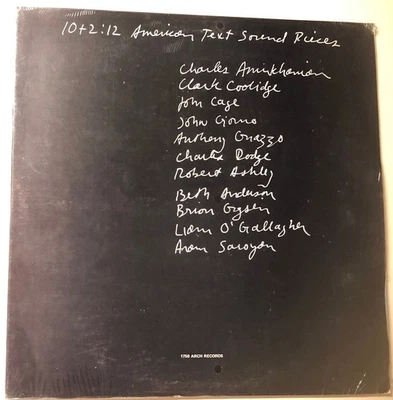 10+2:12 American Text Sound Pieces
Charles Amirkhanian
Clark Coolidge
John Cage
John Giorno
Anthony Gnazzo
Charles Dodge
Robert Ashley
Beth Anderson
Brion Gysin
Liam O'Gallagher
Aram Saroyan
1750 ARCH RECORDS